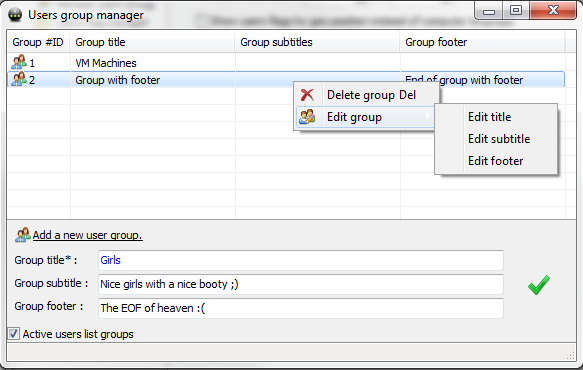 Users group manager
Group #ID Group title Group subtitles Group footer
1 VM Machines
2 Group with footer End of group with footer
Delete group Del
Edit group
Edit title
Edit subtitle
Edit footer
Add a new user group.
Group title* : Girls
Group subtitle : Nice girls with a nice booty ;)
Group footer : The EOF of heaven :(
Active users list groups